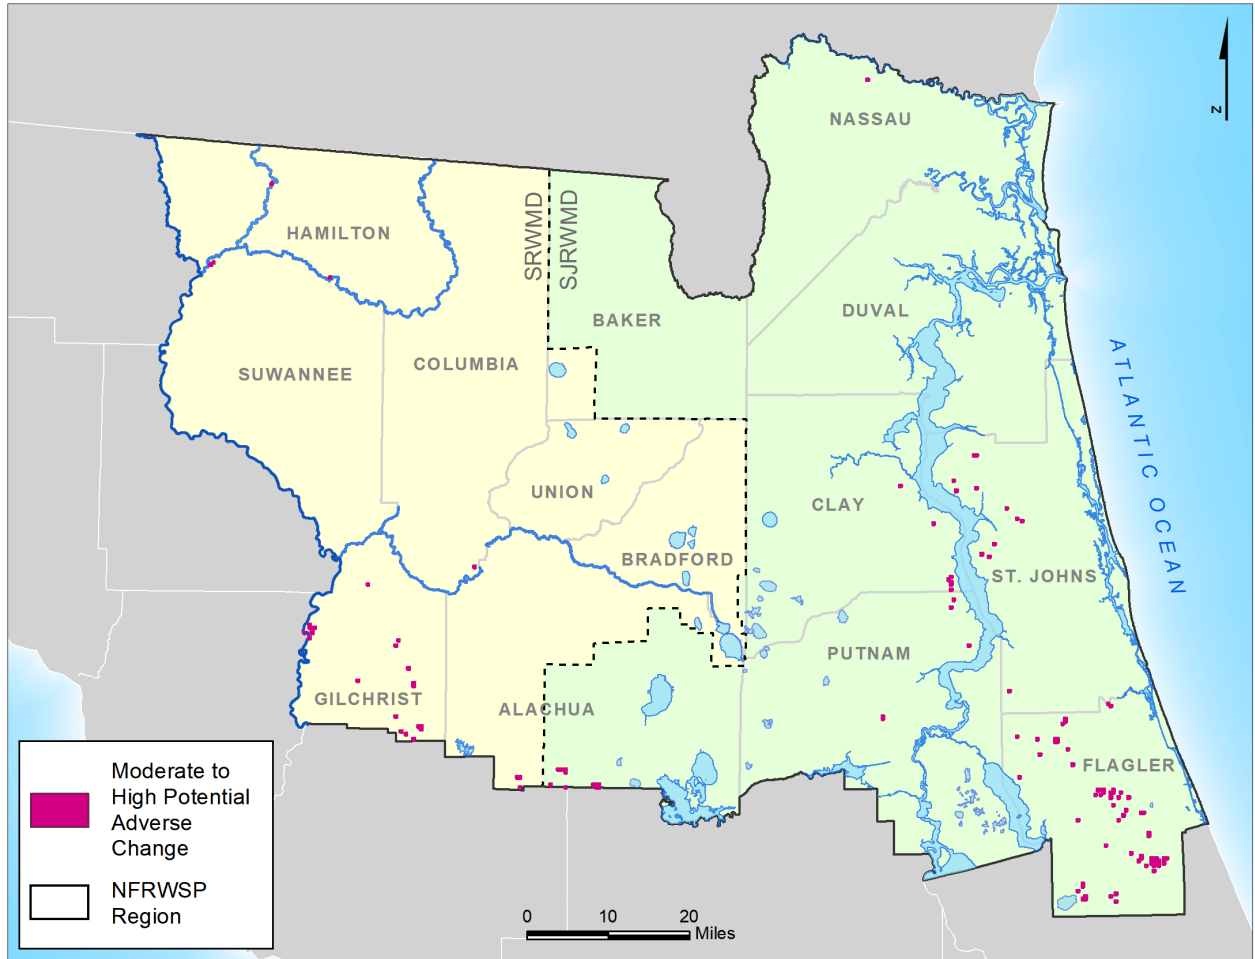 NASSAU
Z
SRWMD
SJRWMD
HAMILTON
DUVAL
BAKER
ATLANTIC OCEAN
SUWANNEE
COLUMBIA
UNION
CLAY
BRADFORD
ST. JOHNS
PUTNAM
GILCHRIST
ALACHUA
FLAGLER
Moderate to
High Potential
Adverse
Change
NFRWSP
Region
0 10 20
Miles